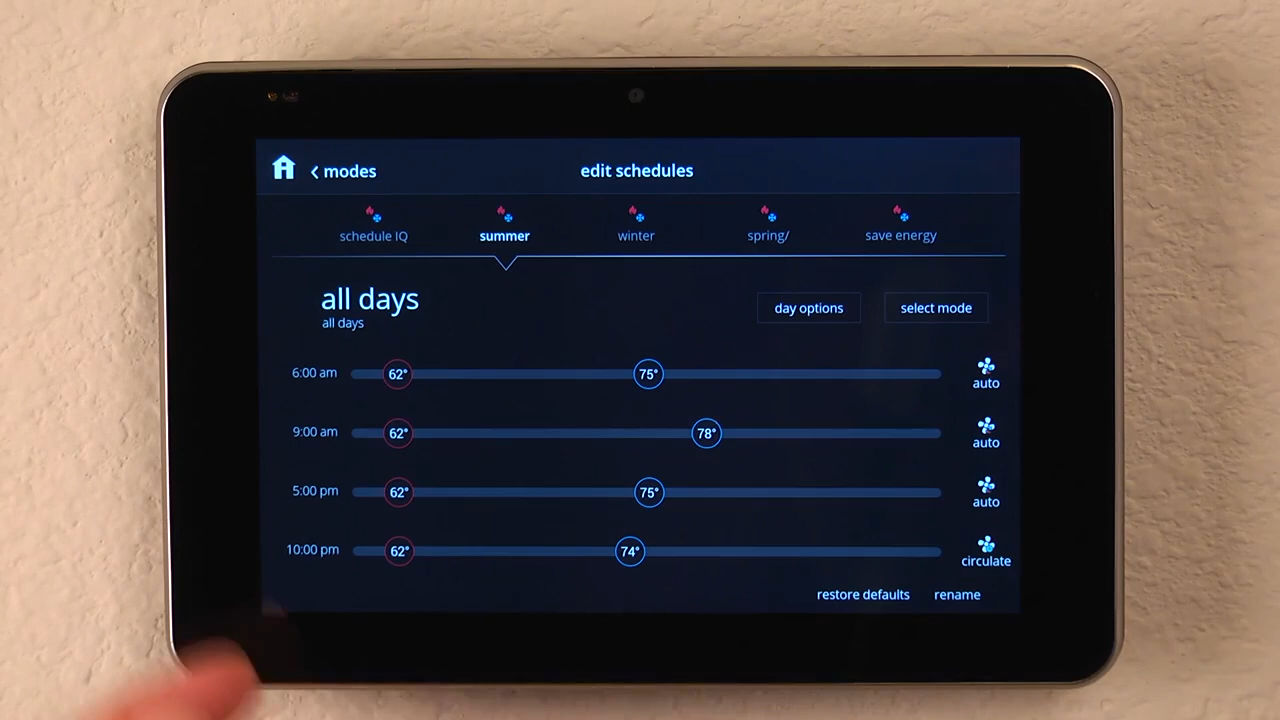 < modes edit schedules
schedule IQ summer winter spring/ save energy
all days
all days
day options select mode
6:00 am 62° 75° auto
9:00 am 62° 78° auto
5:00 pm 62° 75° auto
10:00 pm 62° 74° circulate
restore defaults rename